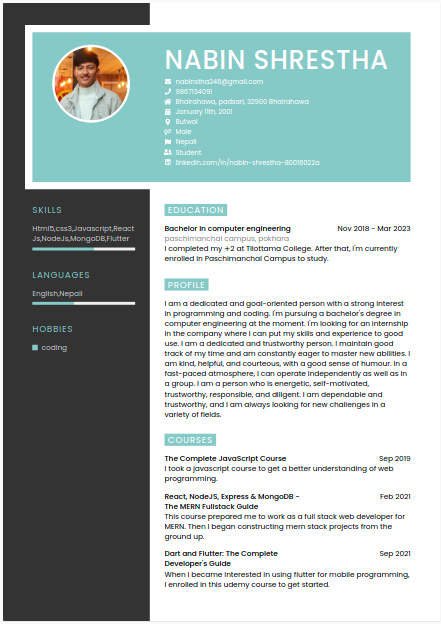 NABIN SHRESTHA
nabinstha246@gmail.com
9867134091
Bhairahawa, padsari, 32900 Bhairahawa
January 11th, 2001
Butwal
Male
Nepali
Student
linkedin.com/in/nabin-shrestha-80016022a
SKILLS
Html5,css3,Javascript,React
Js,NodeJs,MongoDB,Flutter
LANGUAGES
English,Nepali
HOBBIES
coding
EDUCATION
Bachelor in computer engineering Nov 2018 - Mar 2023
paschimanchal campus, pokhara
I completed my +2 at Tilottama College. After that, I'm currently
enrolled in Paschimanchal Campus to study.
PROFILE
I am a dedicated and goal-oriented person with a strong interest
in programming and coding. I'm pursuing a bachelor's degree in
computer engineering at the moment. I'm looking for an internship
in the company where I can put my skills and experience to good
use. I am a dedicated and trustworthy person. I maintain good
track of my time and am constantly eager to master new abilities. I
am kind, helpful, and courteous, with a good sense of humour. In a
fast-paced atmosphere, I can operate independently as well as in
a group. I am a person who is energetic, self-motivated,
trustworthy, responsible, and diligent. I am dependable and
trustworthy, and I am always looking for new challenges in a
variety of fields.
COURSES
The Complete JavaScript Course Sep 2019
I took a javascript course to get a better understanding of web
programming.
React, NodeJS, Express & MongoDB - Feb 2021
The MERN Fullstack Guide
This course prepared me to work as a full stack web developer for
MERN. Then I began constructing mern stack projects from the
ground up.
Dart and Flutter: The Complete Sep 2021
Developer's Guide
When I became interested in using flutter for mobile programming,
I enrolled in this udemy course to get started.